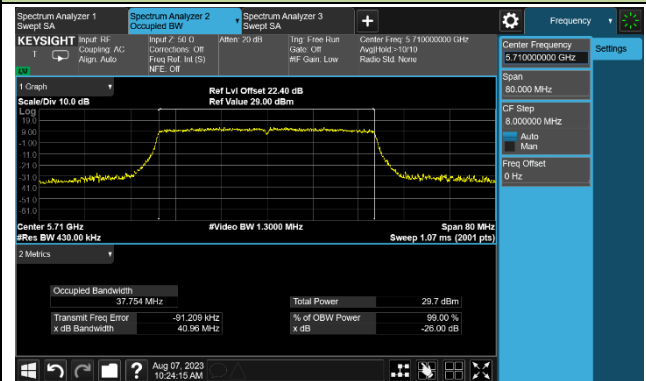 Spectrum Analyzer 1
Swept SA
Spectrum Analyzer 2
Occupied BW
Spectrum Analyzer 3
Swept SA
+
Frequency
KEYSIGHT
Input: RF
Coupling: AC
Align: Auto
Input Z: 50 Ω
Corrections: Off
Freq Ref: Int (S)
NFE: Off
Atten: 20 dB
Trig: Free Run
Gate: Off
#IF Gain: Low
Center Freq: 5.710000000 GHz
Avg|Hold:>10/10
Radio Std: None
LXI
Center Frequency
5.710000000 GHz
Settings
Span
80.000 MHz
CF Step
8.000000 MHz
Auto
Man
Freq Offset
0 Hz
1 Graph
Scale/Div 10.0 dB
Ref Lvl Offset 22.40 dB
Ref Value 29.00 dBm
Log
19.0
9.00
-1.00
-11.0
-21.0
-31.0
-41.0
-51.0
-61.0
Center 5.71 GHz
#Res BW 430.00 kHz
#Video BW 1.3000 MHz
Span 80 MHz
Sweep 1.07 ms (2001 pts)
2 Metrics
Occupied Bandwidth
37.754 MHz
Total Power 29.7 dBm
Transmit Freq Error -91.209 kHz
% of OBW Power 99.00 %
x dB Bandwidth 40.96 MHz
x dB -26.00 dB
?
Aug 07, 2023
10:24:15 AM